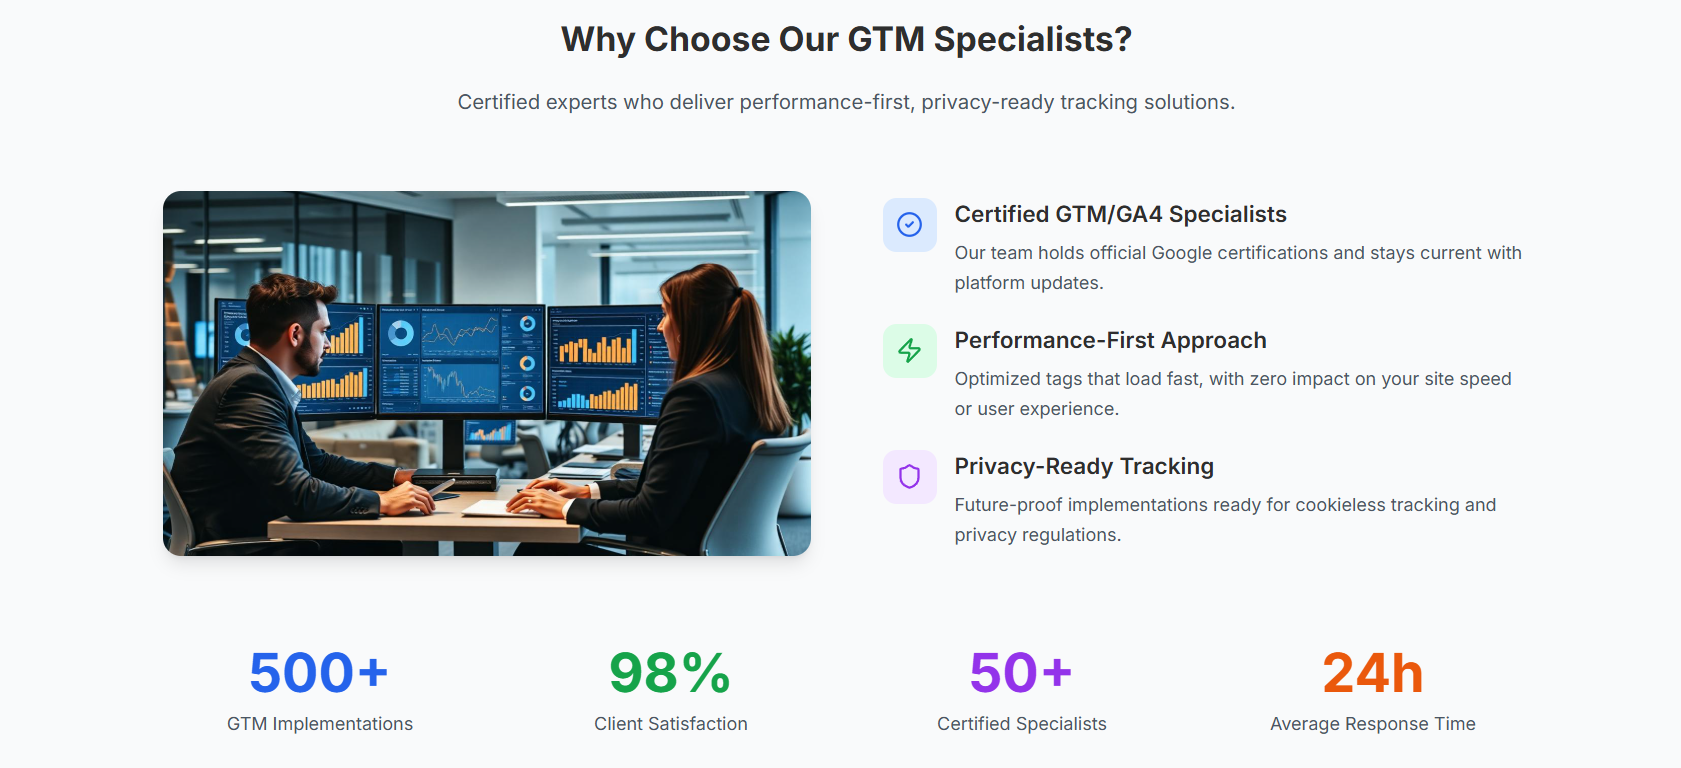 Why Choose Our GTM Specialists?
Certified experts who deliver performance-first, privacy-ready tracking solutions.
Certified GTM/GA4 Specialists
Our team holds official Google certifications and stays current with
platform updates.
Performance-First Approach
Optimized tags that load fast, with zero impact on your site speed
or user experience.
Privacy-Ready Tracking
Future-proof implementations ready for cookieless tracking and
privacy regulations.
500+
GTM Implementations
98%
Client Satisfaction
50+
Certified Specialists
24h
Average Response Time